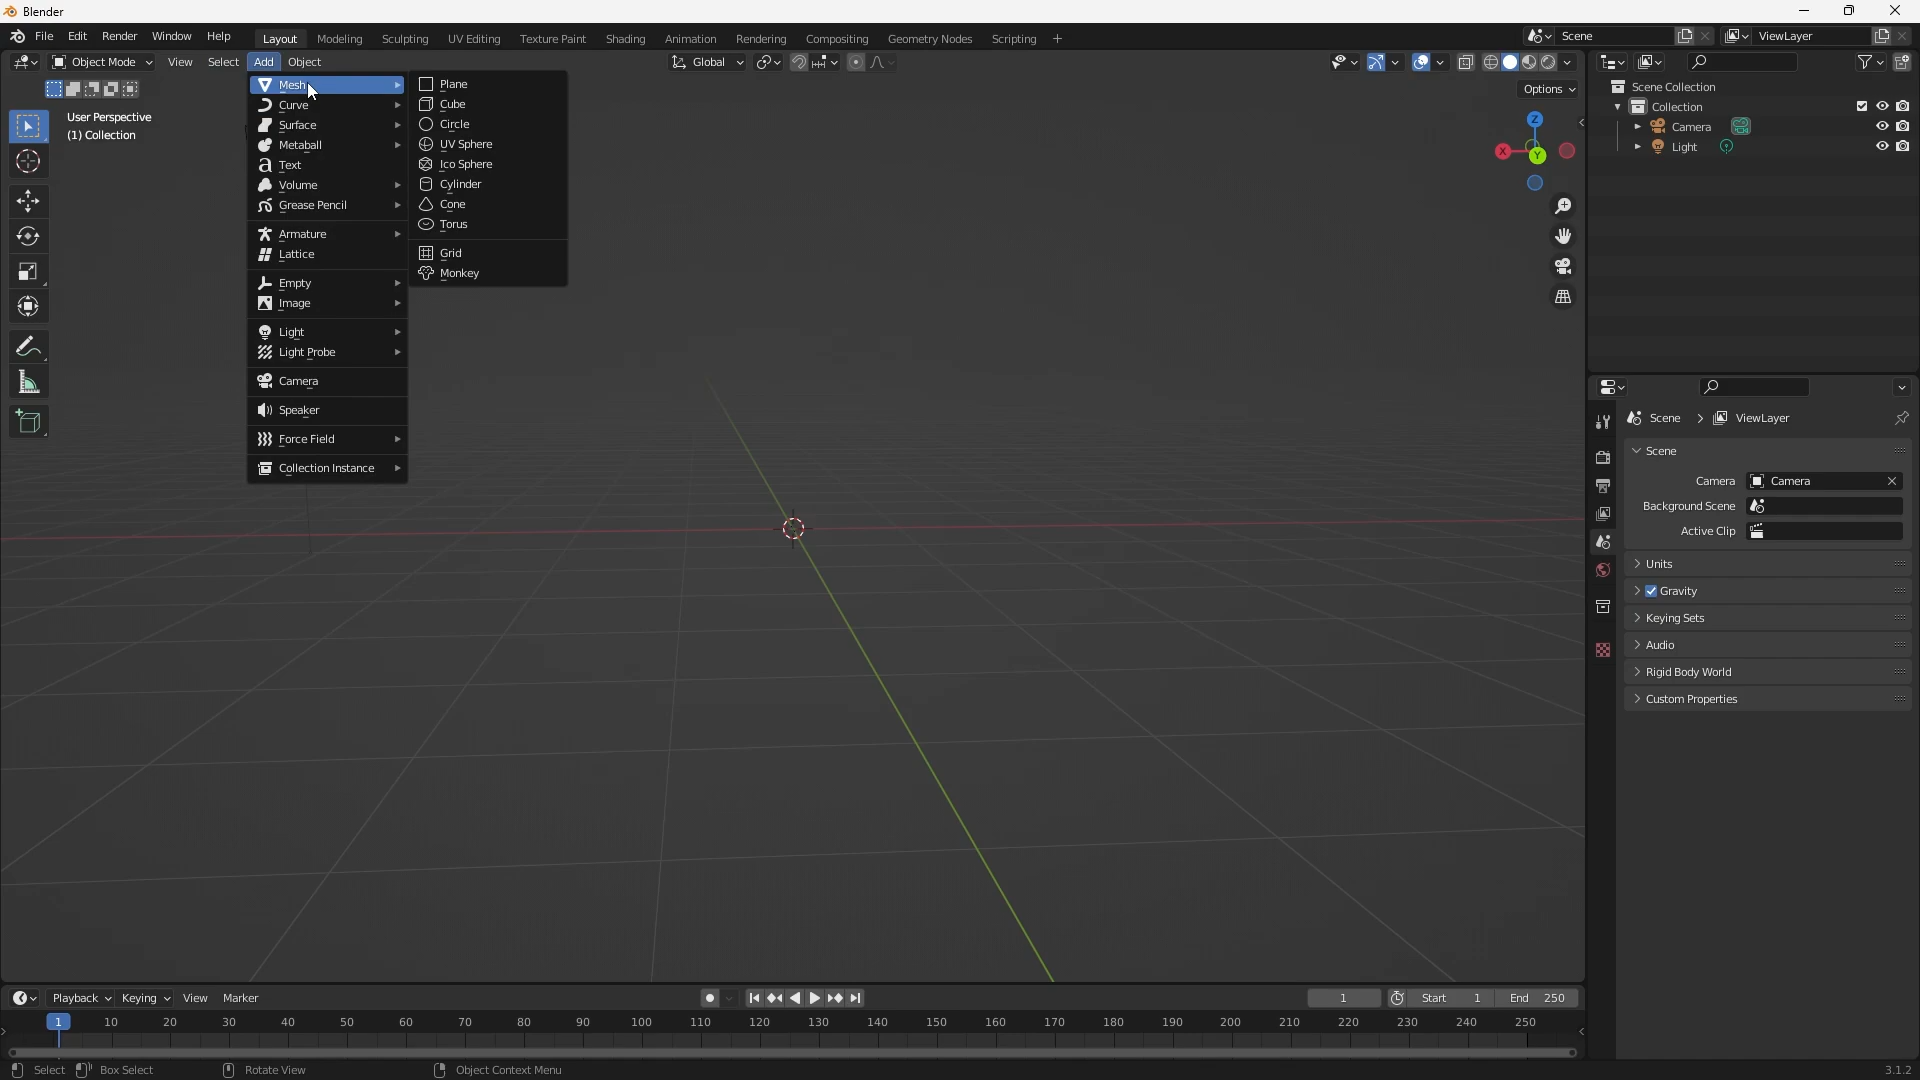 Blender
File Edit Render Window Help Layout Modeling Sculpting UV Editing Texture Paint Shading Animation Rendering Compositing Geometry Nodes Scripting + Scene ViewLayer
Object Mode View Select Add Object Global
Options
User Perspective
(1) Collection
Mesh
Curve
Surface
Metaball
Text
Volume
Grease Pencil
Armature
Lattice
Empty
Image
Light
Light Probe
Camera
Speaker
Force Field
Collection Instance
Plane
Cube
Circle
UV Sphere
Ico Sphere
Cylinder
Cone
Torus
Grid
Monkey
Z
X
Y
Scene Collection
Collection
Camera
Light
Scene > ViewLayer
Scene
Camera Camera
Background Scene
Active Clip
Units
Gravity
Keying Sets
Audio
Rigid Body World
Custom Properties
Playback Keying View Marker 1 Start 1 End 250
1 10 20 30 40 50 60 70 80 90 100 110 120 130 140 150 160 170 180 190 200 210 220 230 240 250
Select Box Select Rotate View Object Context Menu 3.1.2